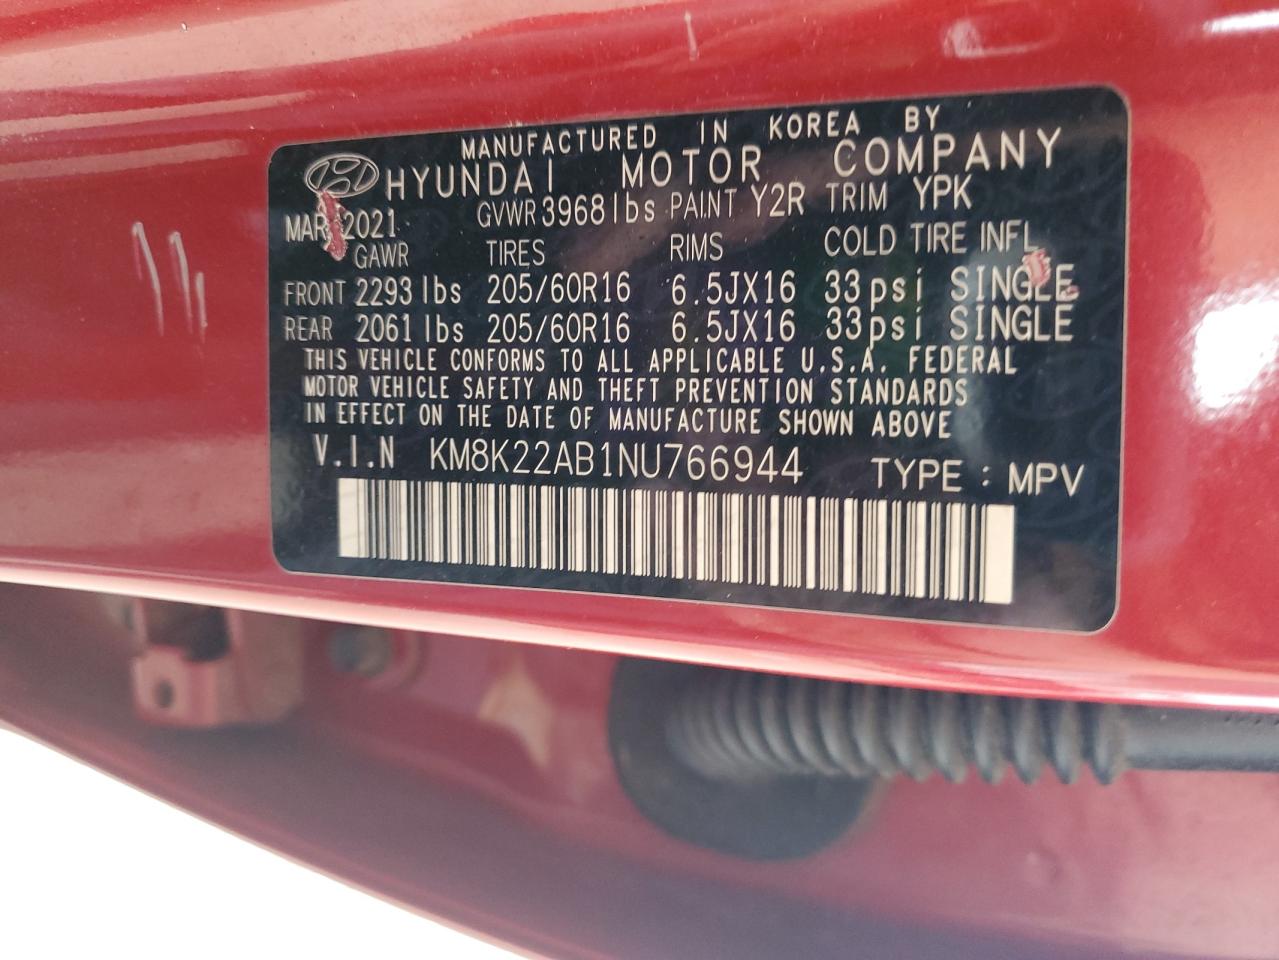 MANUFACTURED IN KOREA BY
HYUNDAI MOTOR COMPANY
MAR 2021 GVWR 3968 lbs PAINT Y2R TRIM YPK
GAWR TIRES RIMS COLD TIRE INFL
FRONT 2293 lbs 205/60R16 6.5JX16 33psi SINGLE
REAR 2061 lbs 205/60R16 6.5JX16 33psi SINGLE
THIS VEHICLE CONFORMS TO ALL APPLICABLE U.S.A. FEDERAL
MOTOR VEHICLE SAFETY AND THEFT PREVENTION STANDARDS
IN EFFECT ON THE DATE OF MANUFACTURE SHOWN ABOVE
V.I.N KM8K22AB1NU766944 TYPE : MPV